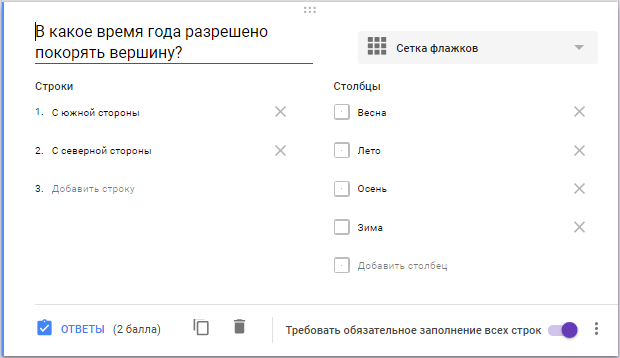 В какое время года разрешено
покорять вершину?
Сетка флажков
Строки
Столбцы
1. С южной стороны
Весна
2. С северной стороны
Лето
3. Добавить строку
Осень
Зима
Добавить столбец
ОТВЕТЫ (2 балла)
Требовать обязательное заполнение всех строк